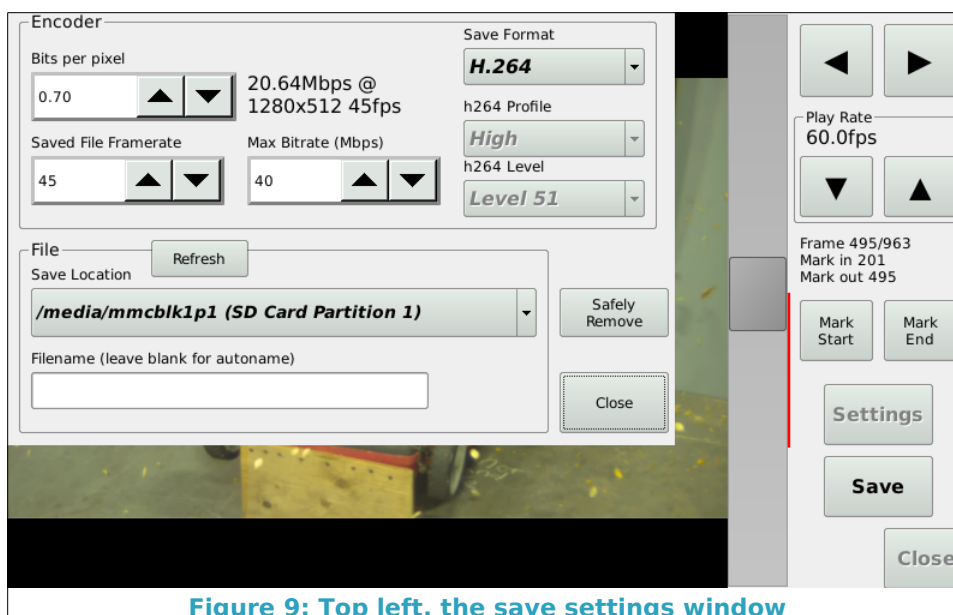 Encoder
Bits per pixel
0.70
20.64Mbps @
1280x512 45fps
Saved File Framerate
45
Max Bitrate (Mbps)
40
Save Format
H.264
h264 Profile
High
h264 Level
Level 51
File
Refresh
Save Location
/media/mmcblk1p1 (SD Card Partition 1)
Filename (leave blank for autoname)
Safely
Remove
Close
Play Rate
60.0fps
Frame 495/963
Mark in 201
Mark out 495
Mark
Start
Mark
End
Settings
Save
Close
Figure 9: Top left, the save settings window